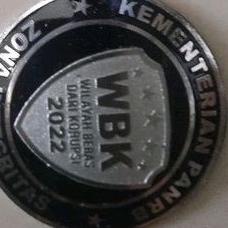 ZONA
KEMENTERIAN PANRB
WBK
WILAYAH BEBAS
DARI KORUPSI
2022